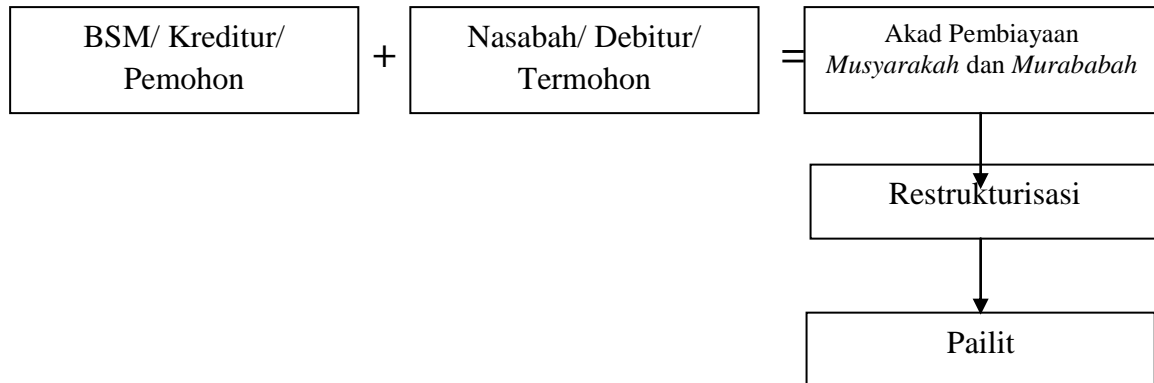 BSM/ Kreditur/
Pemohon
+
Nasabah/ Debitur/
Termohon
=
Akad Pembiayaan
Musyarakah dan Murababah
Restrukturisasi
Pailit